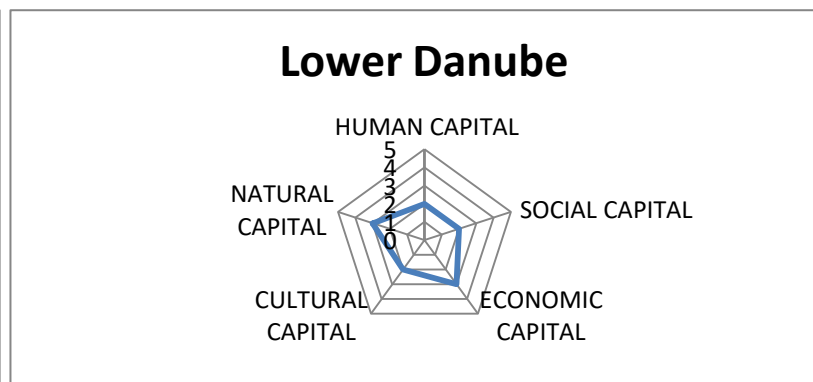 Lower Danube
HUMAN CAPITAL
5
4
3
2
1
0
NATURAL
CAPITAL
SOCIAL CAPITAL
CULTURAL
CAPITAL
ECONOMIC
CAPITAL